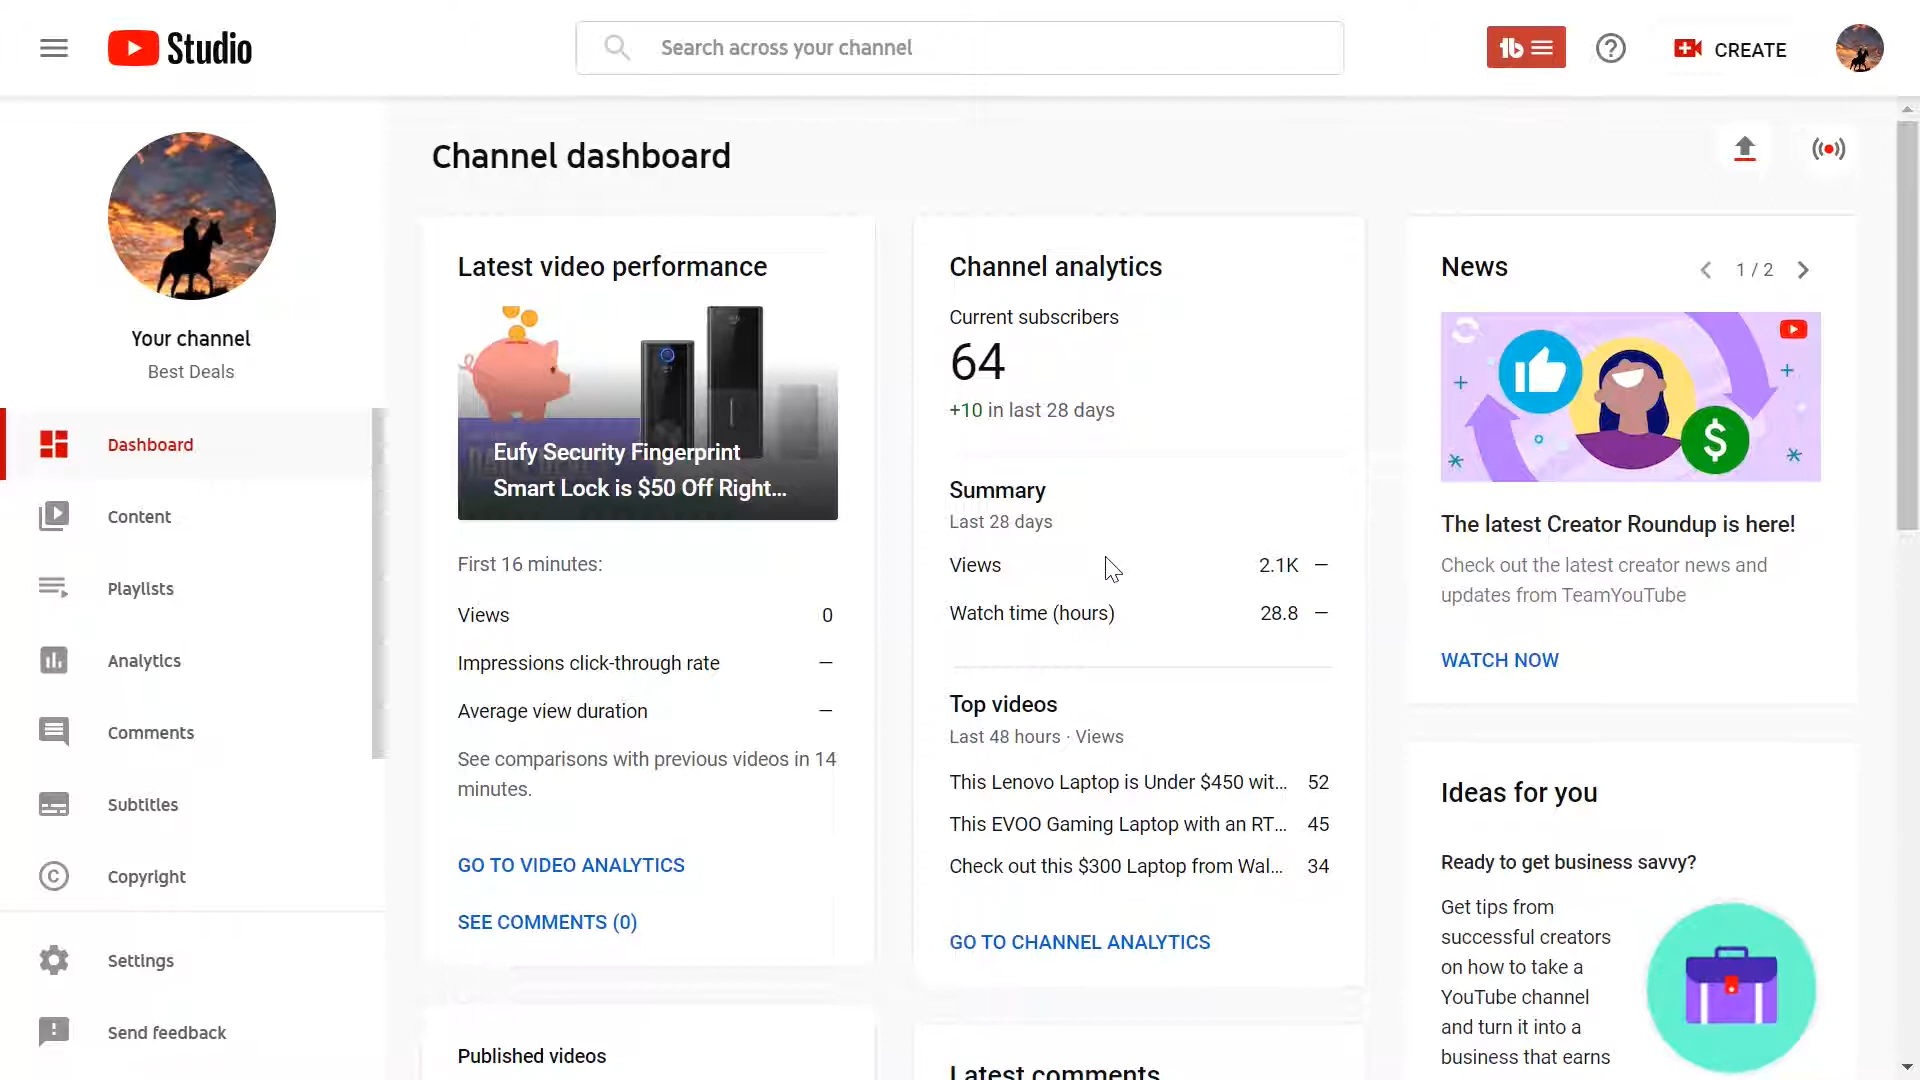 Studio
Search across your channel
CREATE
Your channel
Best Deals
Dashboard
Content
Playlists
Analytics
Comments
Subtitles
Copyright
Settings
Send feedback
Channel dashboard
Latest video performance
Eufy Security Fingerprint
Smart Lock is $50 Off Right...
First 16 minutes:
Views 0
Impressions click-through rate —
Average view duration —
See comparisons with previous videos in 14
minutes.
GO TO VIDEO ANALYTICS
SEE COMMENTS (0)
Published videos
Channel analytics
Current subscribers
64
+10 in last 28 days
Summary
Last 28 days
Views 2.1K —
Watch time (hours) 28.8 —
Top videos
Last 48 hours · Views
This Lenovo Laptop is Under $450 wit... 52
This EVOO Gaming Laptop with an RT... 45
Check out this $300 Laptop from Wal... 34
GO TO CHANNEL ANALYTICS
Latest comments
News
1 / 2
The latest Creator Roundup is here!
Check out the latest creator news and
updates from TeamYouTube
WATCH NOW
Ideas for you
Ready to get business savvy?
Get tips from
successful creators
on how to take a
YouTube channel
and turn it into a
business that earns